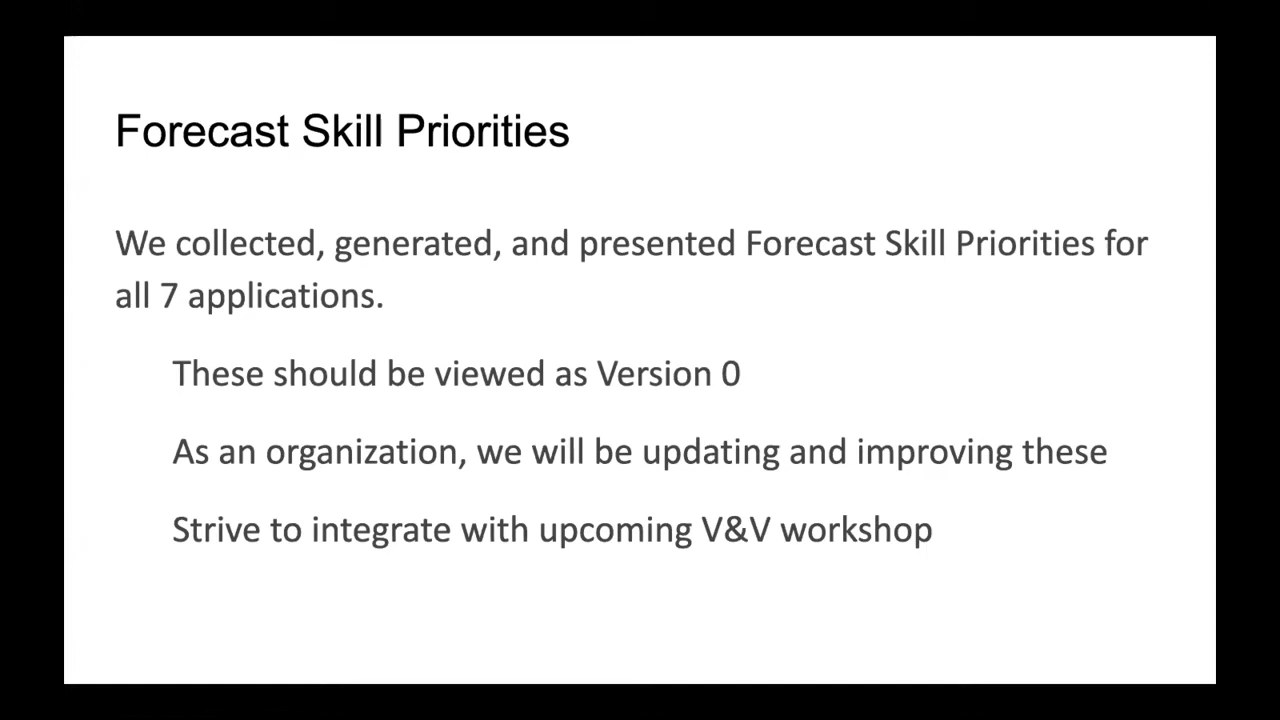 Forecast Skill Priorities
We collected, generated, and presented Forecast Skill Priorities for
all 7 applications.
These should be viewed as Version 0
As an organization, we will be updating and improving these
Strive to integrate with upcoming V&V workshop